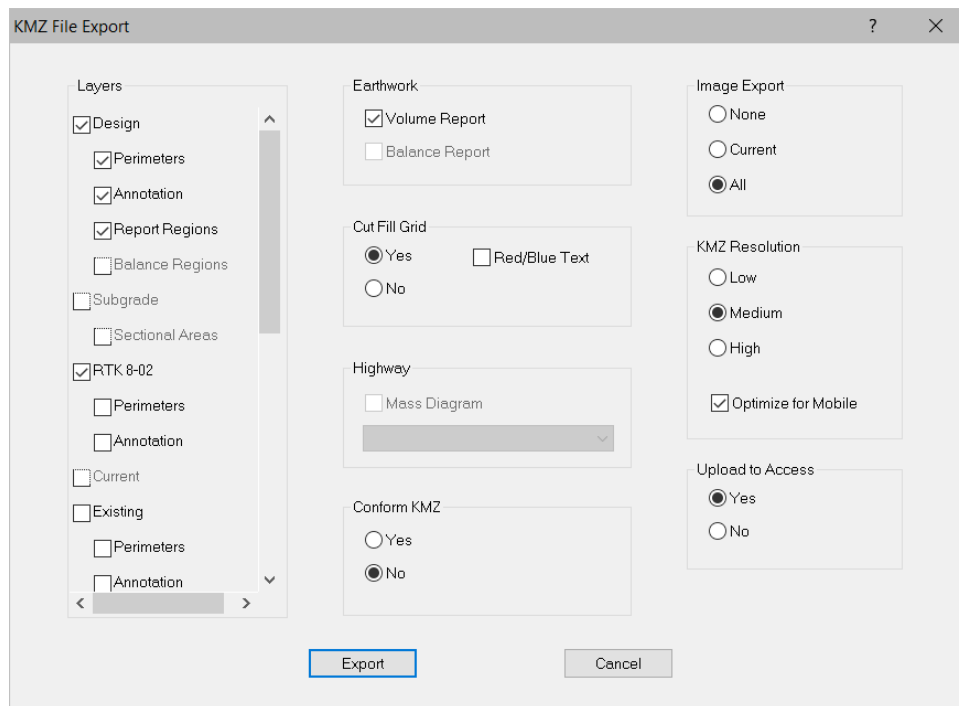 KMZ File Export
?
Layers
Design
Perimeters
Annotation
Report Regions
Balance Regions
Subgrade
Sectional Areas
RTK 8-02
Perimeters
Annotation
Current
Existing
Perimeters
Annotation
Earthwork
Volume Report
Balance Report
Cut Fill Grid
Yes
Red/Blue Text
No
Highway
Mass Diagram
Conform KMZ
Yes
No
Image Export
None
Current
All
KMZ Resolution
Low
Medium
High
Optimize for Mobile
Upload to Access
Yes
No
Export
Cancel